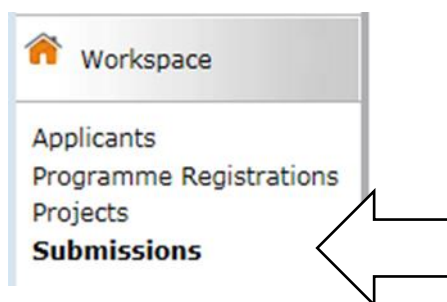 Workspace
Applicants
Programme Registrations
Projects
Submissions